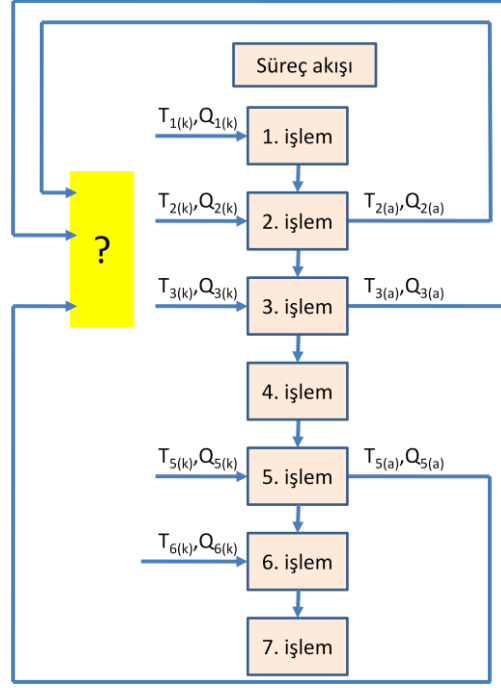 Süreç akışı
T1(k),Q1(k)
1. işlem
T2(k),Q2(k)
2. işlem
T2(a),Q2(a)
?
T3(k),Q3(k)
3. işlem
T3(a),Q3(a)
4. işlem
T5(k),Q5(k)
5. işlem
T5(a),Q5(a)
T6(k),Q6(k)
6. işlem
7. işlem